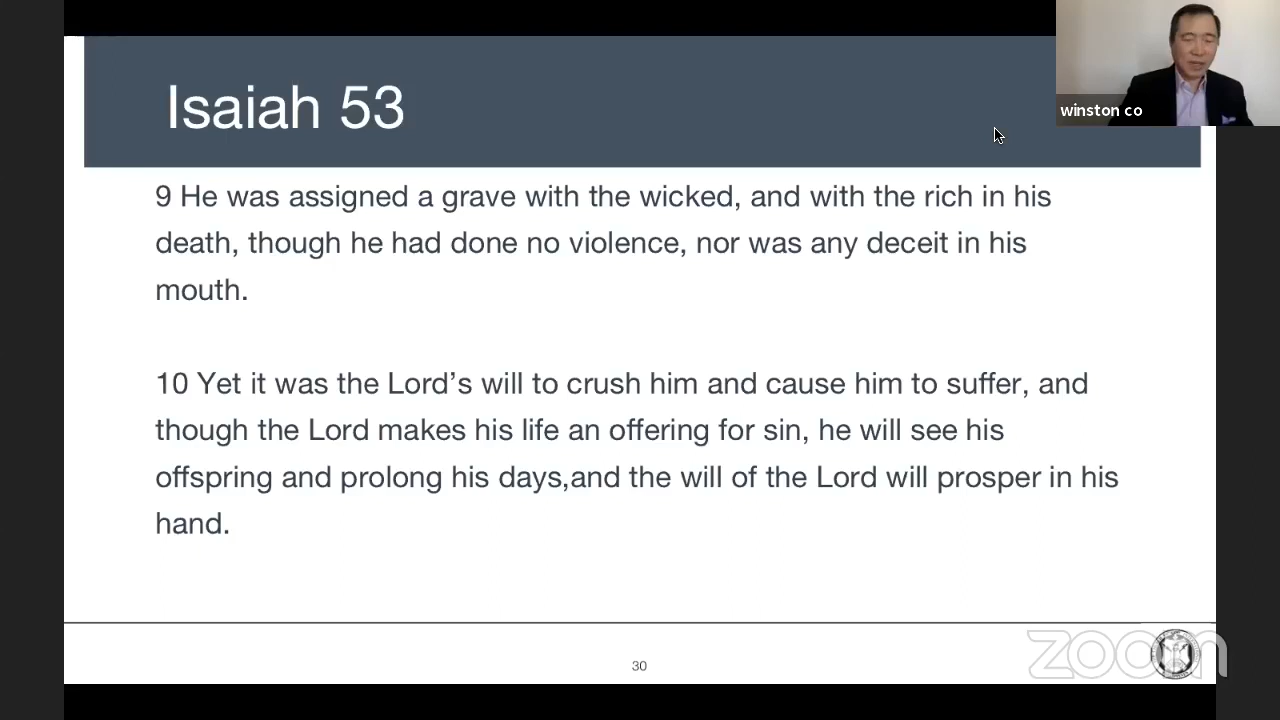 Isaiah 53
winston co
9 He was assigned a grave with the wicked, and with the rich in his
death, though he had done no violence, nor was any deceit in his
mouth.
10 Yet it was the Lord’s will to crush him and cause him to suffer, and
though the Lord makes his life an offering for sin, he will see his
offspring and prolong his days,and the will of the Lord will prosper in his
hand.
30
zoom